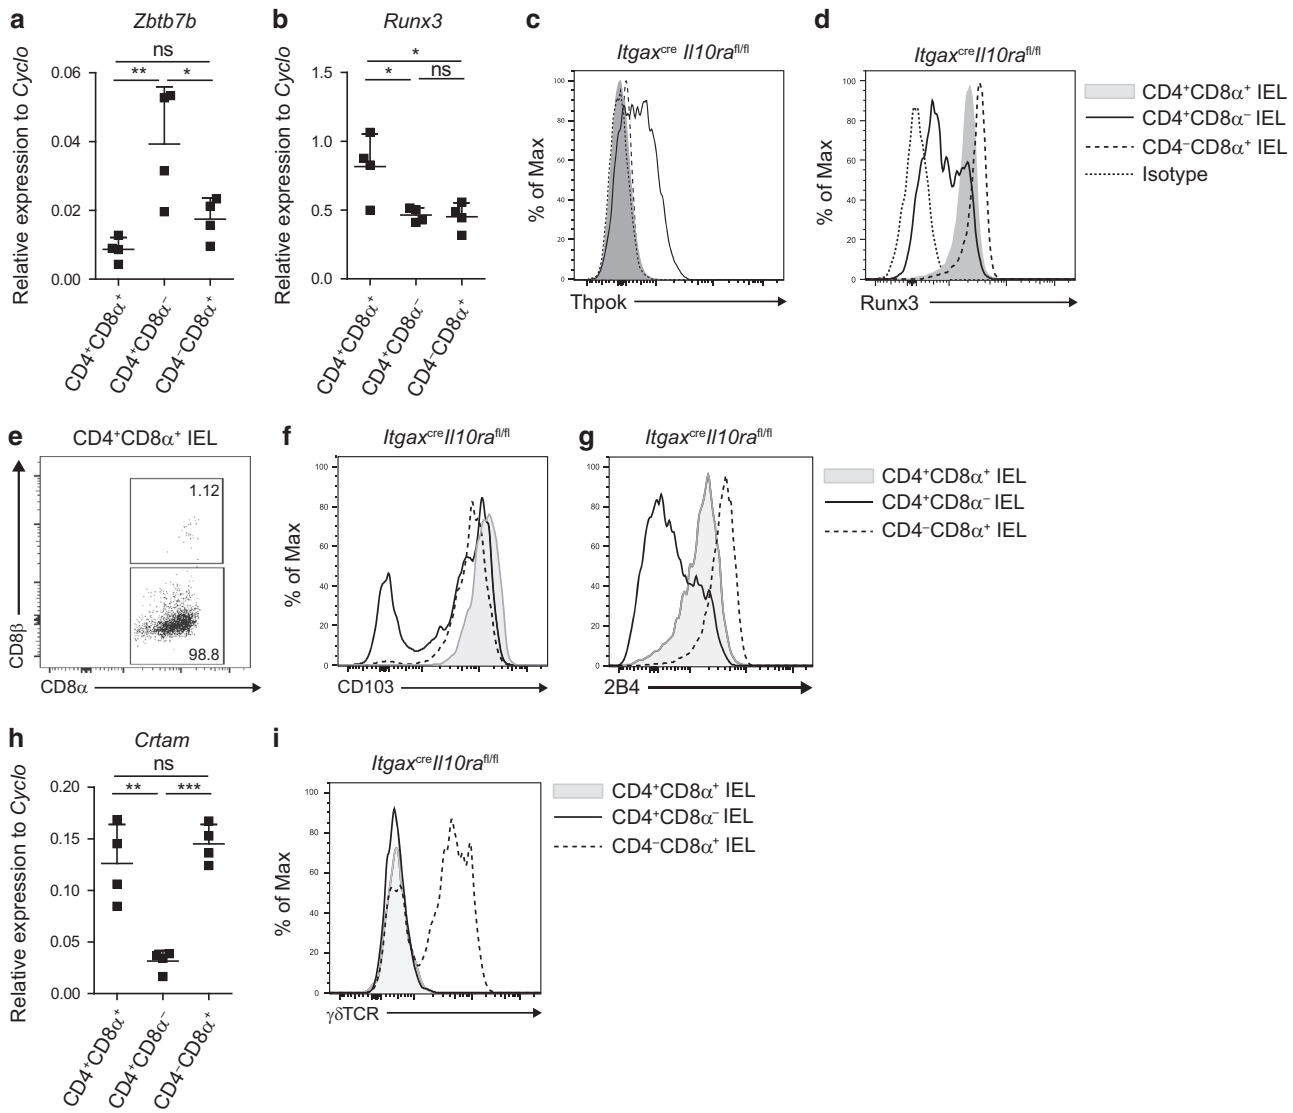 a
Zbtb7b
Relative expression to Cyclo
ns
** *
0.06
0.04
0.02
0.00
CD4⁺CD8α⁺
CD4⁺CD8α⁻
CD4⁻CD8α⁺
b
Runx3
Relative expression to Cyclo
*
* ns
1.5
1.0
0.5
0.0
CD4⁺CD8α⁺
CD4⁺CD8α⁻
CD4⁻CD8α⁺
c
Itgaxᶜʳᵉ Il10raᶠˡ/ᶠˡ
% of Max
100
80
60
40
20
0
Thpok
d
ItgaxᶜʳᵉIl10raᶠˡ/ᶠˡ
% of Max
100
80
60
40
20
0
Runx3
CD4⁺CD8α⁺ IEL
CD4⁺CD8α⁻ IEL
CD4⁻CD8α⁺ IEL
Isotype
e
CD4⁺CD8α⁺ IEL
CD8β
1.12
98.8
CD8α
f
ItgaxᶜʳᵉIl10raᶠˡ/ᶠˡ
% of Max
100
80
60
40
20
0
CD103
g
ItgaxᶜʳᵉIl10raᶠˡ/ᶠˡ
100
80
60
40
20
0
2B4
CD4⁺CD8α⁺ IEL
CD4⁺CD8α⁻ IEL
CD4⁻CD8α⁺ IEL
h
Crtam
Relative expression to Cyclo
ns
** ***
0.20
0.15
0.10
0.05
0.00
CD4⁺CD8α⁺
CD4⁺CD8α⁻
CD4⁻CD8α⁺
i
ItgaxᶜʳᵉIl10raᶠˡ/ᶠˡ
% of Max
100
80
60
40
20
0
γδTCR
CD4⁺CD8α⁺ IEL
CD4⁺CD8α⁻ IEL
CD4⁻CD8α⁺ IEL